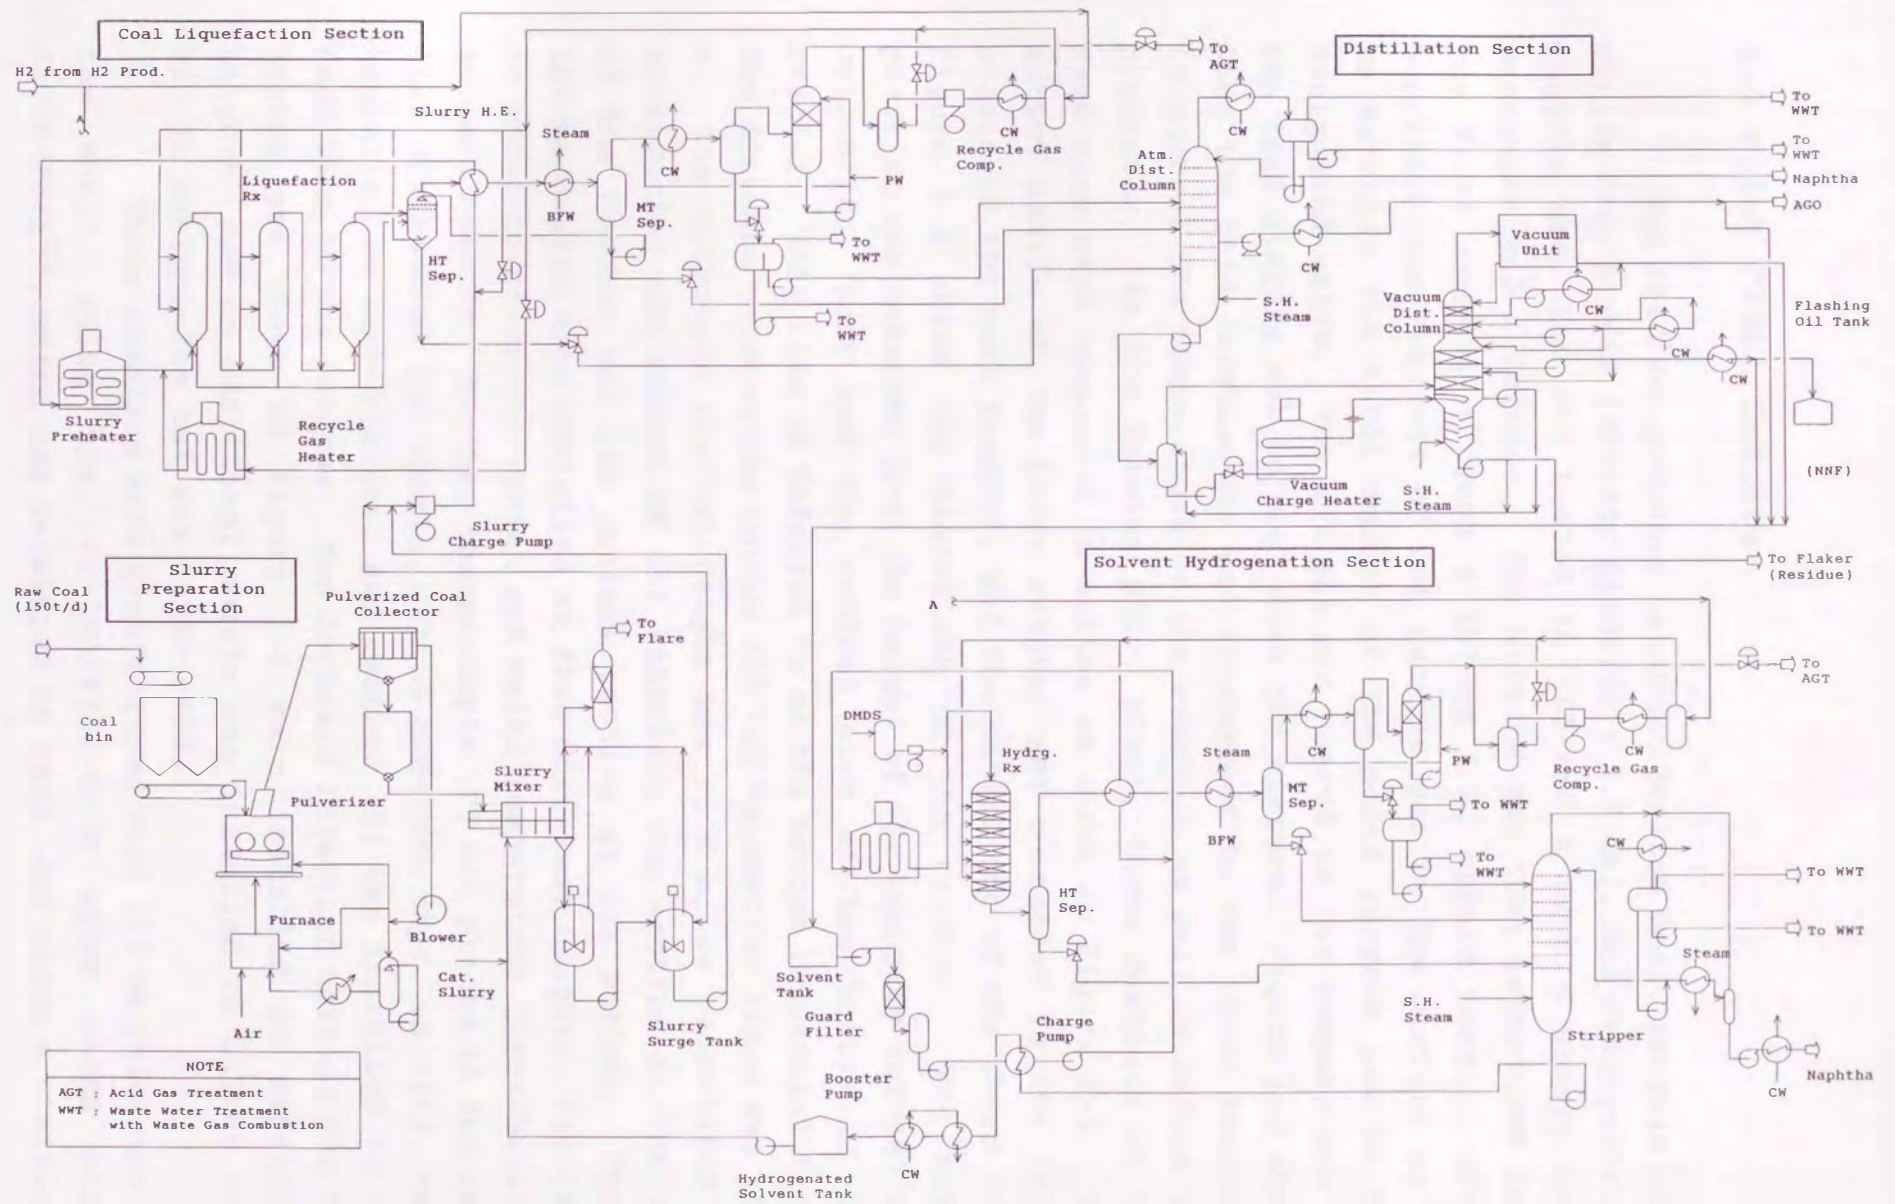 Coal Liquefaction Section
H2 from H2 Prod.
Slurry H.E.
Steam
BFW
CW
MT
Sep.
HT
Sep.
Liquefaction
Rx
Slurry
Preheater
Recycle
Gas
Heater
PW
To
WWT
To
WWT
To
AGT
CW
Recycle Gas
Comp.
Slurry
Charge Pump
Distillation Section
Atm.
Dist.
Column
CW
CW
S.H.
Steam
To
WWT
To
WWT
Naphtha
AGO
Vacuum
Unit
Vacuum
Dist.
Column
CW
CW
CW
Flashing
Oil Tank
(NNF)
Vacuum
Charge Heater
S.H.
Steam
To Flaker
(Residue)
Slurry
Preparation
Section
Raw Coal
(150t/d)
Coal
bin
Pulverized Coal
Collector
Pulverizer
Furnace
Blower
Air
To
Flare
Slurry
Mixer
Cat.
Slurry
Slurry
Surge Tank
Solvent Hydrogenation Section
A
DMDS
Hydrg.
Rx
HT
Sep.
Steam
BFW
MT
Sep.
CW
PW
CW
Recycle Gas
Comp.
To
AGT
To WWT
To
WWT
CW
To WWT
To WWT
Steam
S.H.
Steam
Stripper
Naphtha
CW
Solvent
Tank
Guard
Filter
Booster
Pump
Charge
Pump
CW
Hydrogenated
Solvent Tank
NOTE
AGT : Acid Gas Treatment
WWT : Waste Water Treatment
with Waste Gas Combustion